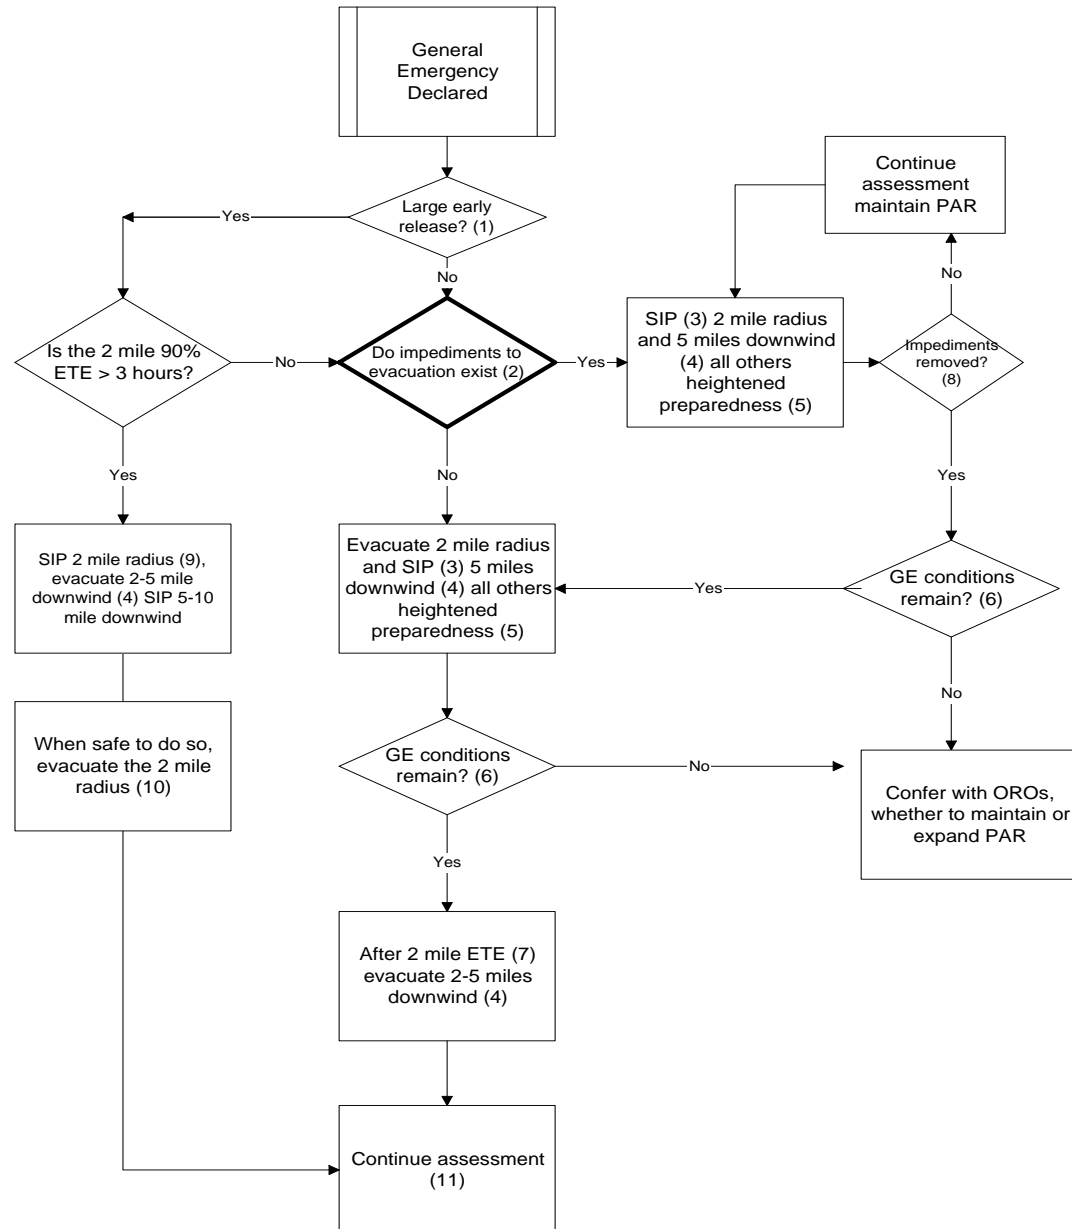 General
Emergency
Declared
Large early
release? (1)
Yes
No
Continue
assessment
maintain PAR
No
Is the 2 mile 90%
ETE > 3 hours?
No
Do impediments to
evacuation exist (2)
Yes
SIP (3) 2 mile radius
and 5 miles downwind
(4) all others
heightened
preparedness (5)
Impediments
removed?
(8)
Yes
No
Yes
SIP 2 mile radius (9),
evacuate 2-5 mile
downwind (4) SIP 5-10
mile downwind
Evacuate 2 mile radius
and SIP (3) 5 miles
downwind (4) all others
heightened
preparedness (5)
Yes
GE conditions
remain? (6)
No
When safe to do so,
evacuate the 2 mile
radius (10)
GE conditions
remain? (6)
No
Confer with OROs,
whether to maintain or
expand PAR
Yes
After 2 mile ETE (7)
evacuate 2-5 miles
downwind (4)
Continue assessment
(11)